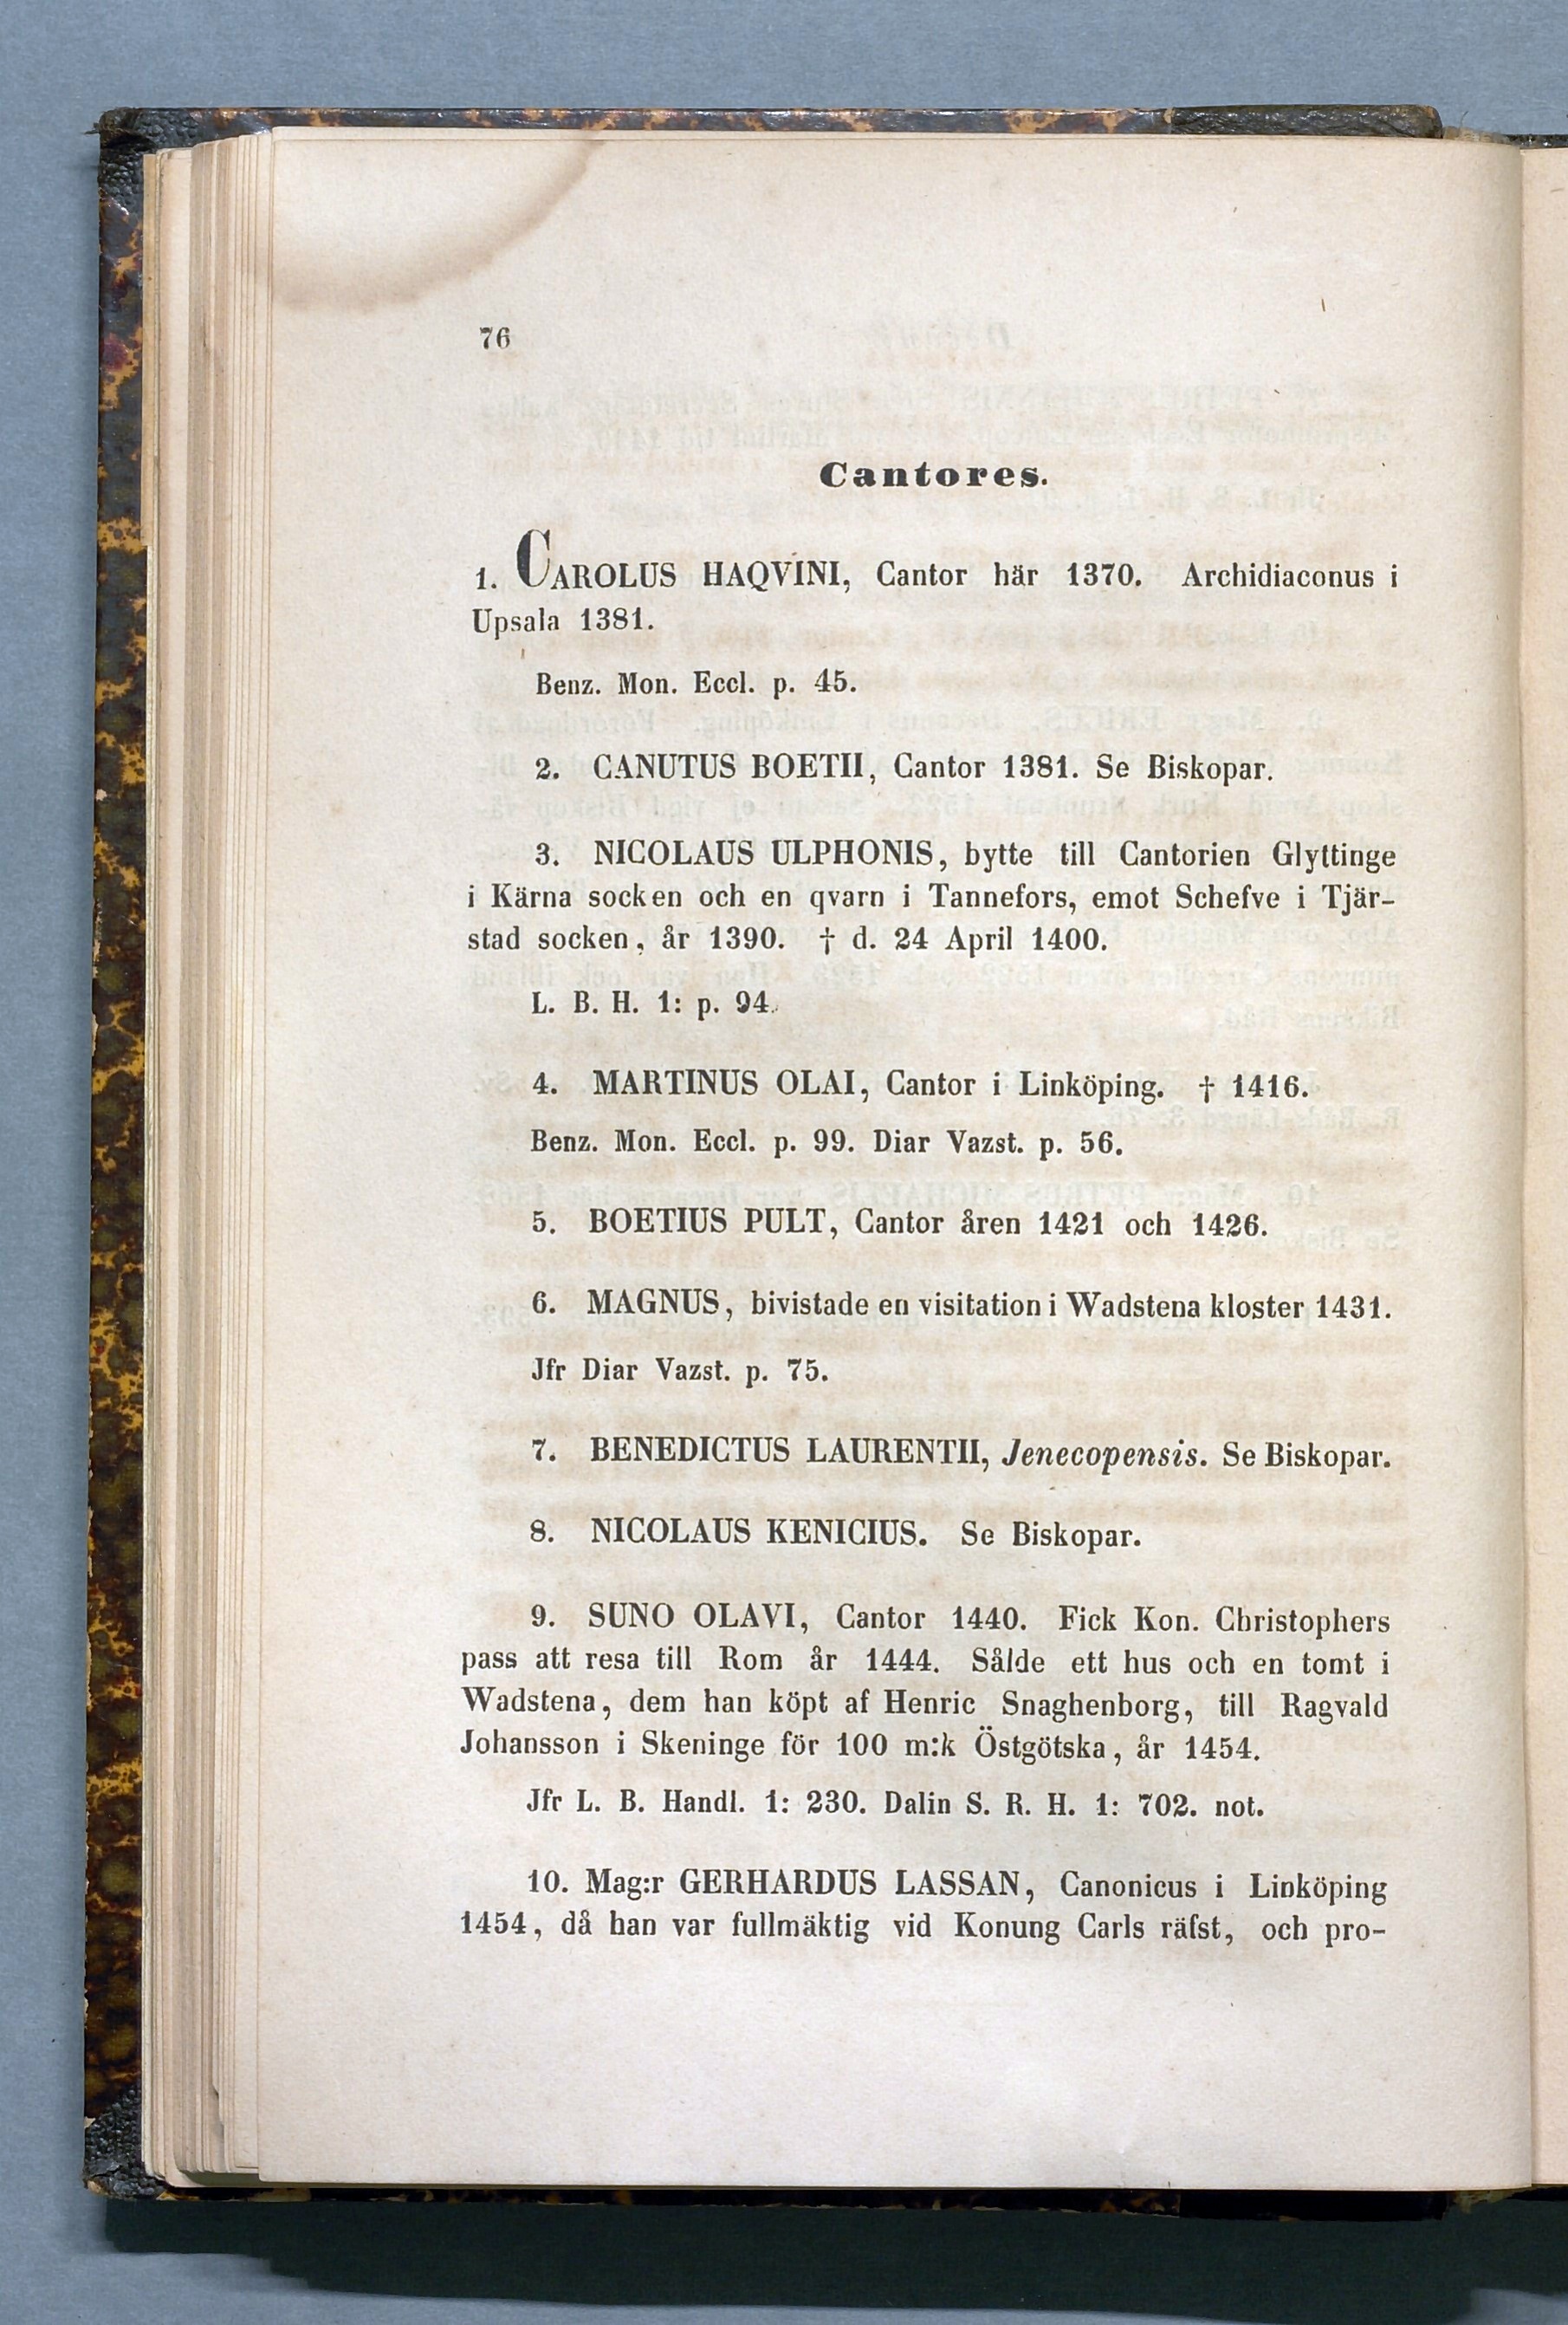 76
Cantores.
1. CAROLUS HAQVINI, Cantor här 1370. Archidiaconus i
Upsala 1381.
Benz. Mon. Eccl. p. 45.
2. CANUTUS BOETII, Cantor 1381. Se Biskopar.
3. NICOLAUS ULPHONIS, bytte till Cantorien Glyttinge
i Kärna socken och en qvarn i Tannefors, emot Schefve i Tjär-
stad socken, år 1390. † d. 24 April 1400.
L. B. H. 1: p. 94.
4. MARTINUS OLAI, Cantor i Linköping. † 1416.
Benz. Mon. Eccl. p. 99. Diar Vazst. p. 56.
5. BOETIUS PULT, Cantor åren 1421 och 1426.
6. MAGNUS, bivistade en visitation i Wadstena kloster 1431.
Jfr Diar Vazst. p. 75.
7. BENEDICTUS LAURENTII, Jenecopensis. Se Biskopar.
8. NICOLAUS KENICIUS. Se Biskopar.
9. SUNO OLAVI, Cantor 1440. Fick Kon. Christophers
pass att resa till Rom år 1444. Sålde ett hus och en tomt i
Wadstena, dem han köpt af Henric Snaghenborg, till Ragvald
Johansson i Skeninge för 100 m:k Östgötska, år 1454.
Jfr L. B. Handl. 1: 230. Dalin S. R. H. 1: 702. not.
10. Mag:r GERHARDUS LASSAN, Canonicus i Linköping
1454, då han var fullmäktig vid Konung Carls räfst, och pro-